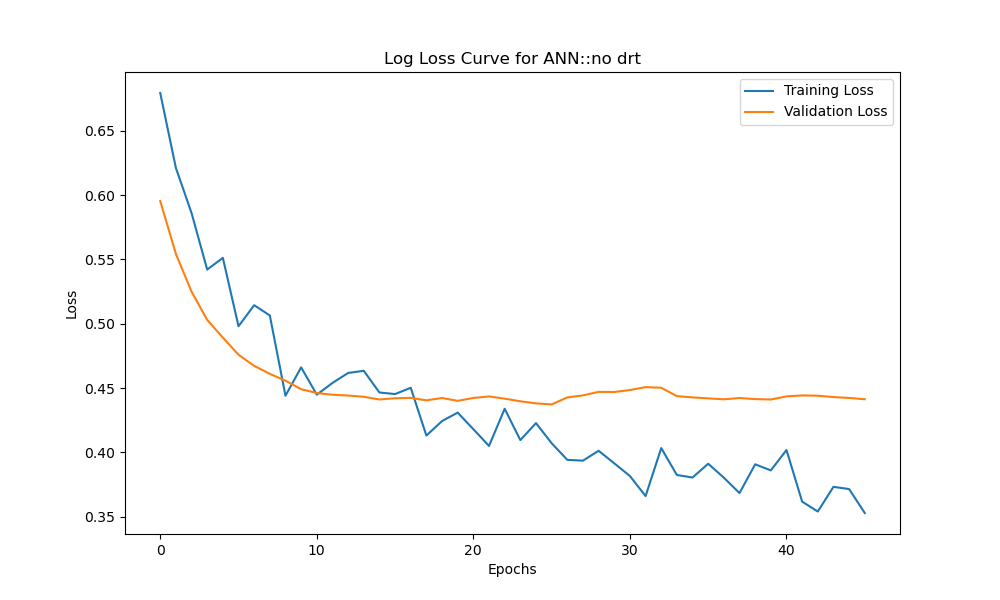 Log Loss Curve for ANN::no drt
Training Loss
Validation Loss
Loss
0.65
0.60
0.55
0.50
0.45
0.40
0.35
0 10 20 30 40
Epochs